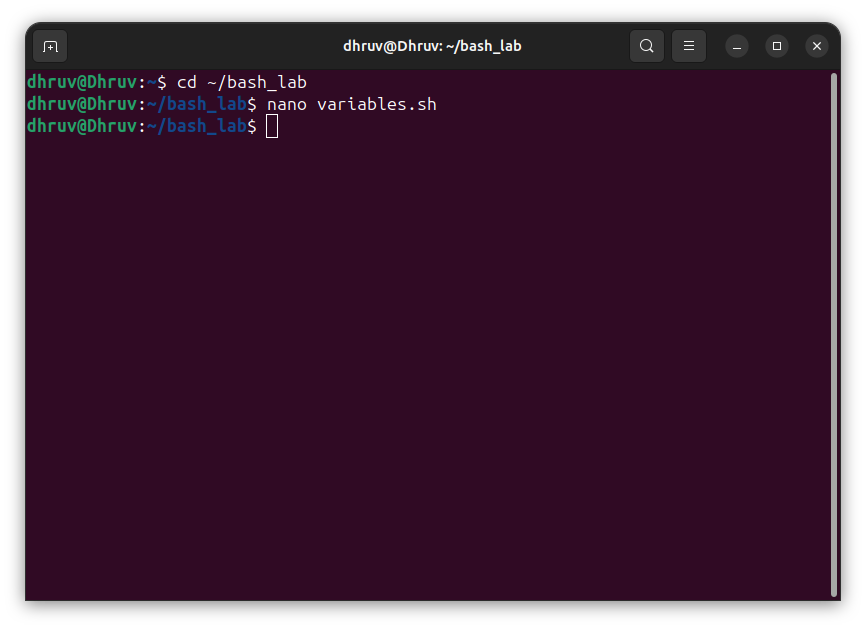 dhruv@Dhruv: ~/bash_lab
dhruv@Dhruv:~$ cd ~/bash_lab
dhruv@Dhruv:~/bash_lab$ nano variables.sh
dhruv@Dhruv:~/bash_lab$